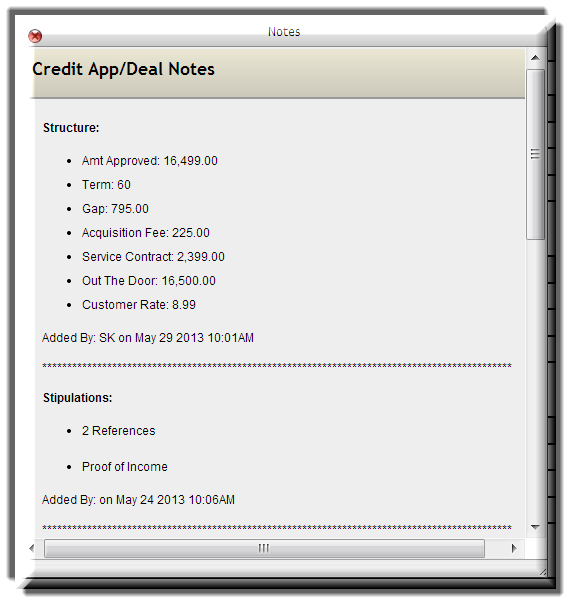 Notes
Credit App/Deal Notes
Structure:
Amt Approved: 16,499.00
Term: 60
Gap: 795.00
Acquisition Fee: 225.00
Service Contract: 2,399.00
Out The Door: 16,500.00
Customer Rate: 8.99
Added By: SK on May 29 2013 10:01AM
**********************************************************************************************
Stipulations:
2 References
Proof of Income
Added By: on May 24 2013 10:06AM
**********************************************************************************************